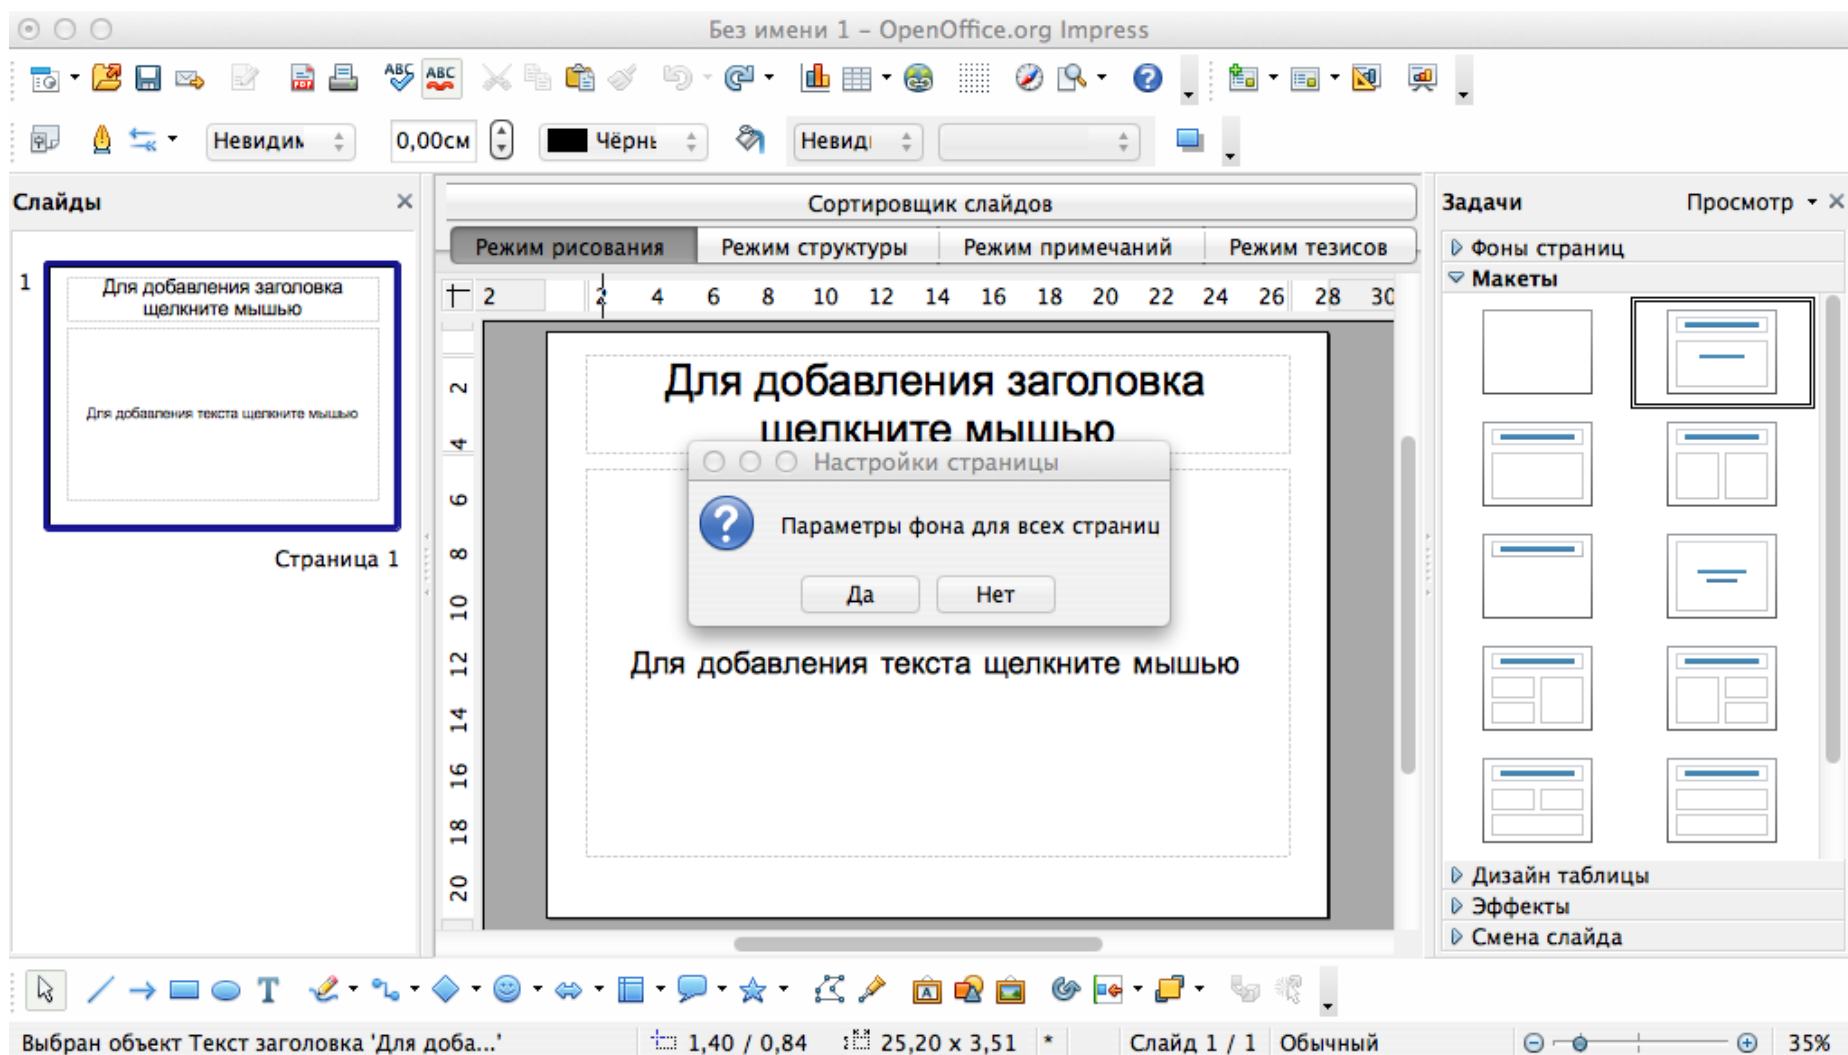 Без имени 1 – OpenOffice.org Impress
ABC ABC
0,00см
Слайды
Сортировщик слайдов
Задачи Просмотр
Режим рисования Режим структуры Режим примечаний Режим тезисов
Фоны страниц
Макеты
1
Для добавления заголовка
щелкните мышью
Для добавления текста щелкните мышью
Страница 1
2 2 4 6 8 10 12 14 16 18 20 22 24 26 28 30
2
4
6
8
10
12
14
16
18
20
Для добавления заголовка
щелкните мышью
Настройки страницы
Параметры фона для всех страниц
Да Нет
Для добавления текста щелкните мышью
Дизайн таблицы
Эффекты
Смена слайда
T
Выбран объект Текст заголовка 'Для доба...' 1,40 / 0,84 25,20 x 3,51 * Слайд 1 / 1 Обычный 35%